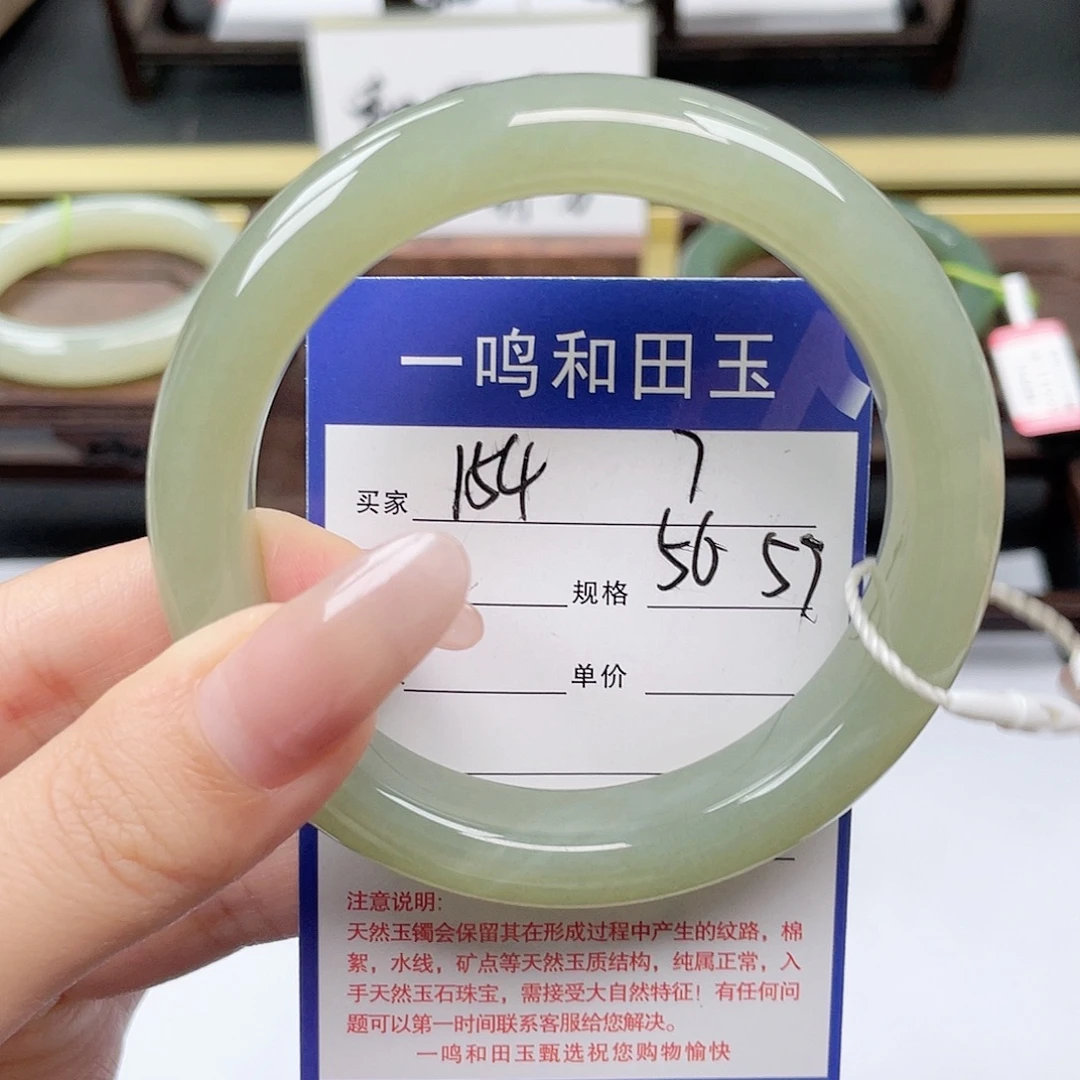 一鸣和田玉
买家 154 7
规格 56 57
单价
注意说明:
天然玉镯会保留其在形成过程中产生的纹路，棉
絮，水线，矿点等天然玉质结构，纯属正常，入
手天然玉石珠宝，需接受大自然特征！有任何问
题可以第一时间联系客服给您解决。
一鸣和田玉甄选祝您购物愉快